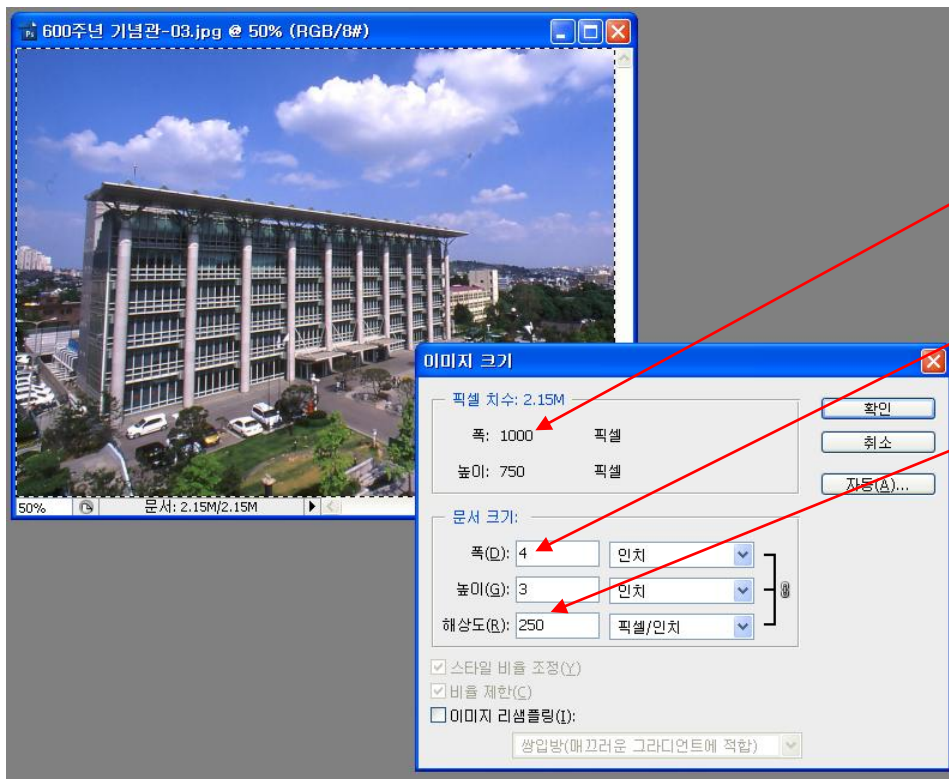 600주년 기념관-03.jpg @ 50% (RGB/8#)
50%
문서: 2.15M/2.15M
이미지 크기
픽셀 치수: 2.15M
폭: 1000 픽셀
높이: 750 픽셀
확인
취소
자동(A)...
문서 크기:
폭(D): 4 인치
높이(G): 3 인치
해상도(R): 250 픽셀/인치
스타일 비율 조정(Y)
비율 제한(C)
이미지 리샘플링(I):
쌍입방(매끄러운 그라디언트에 적합)